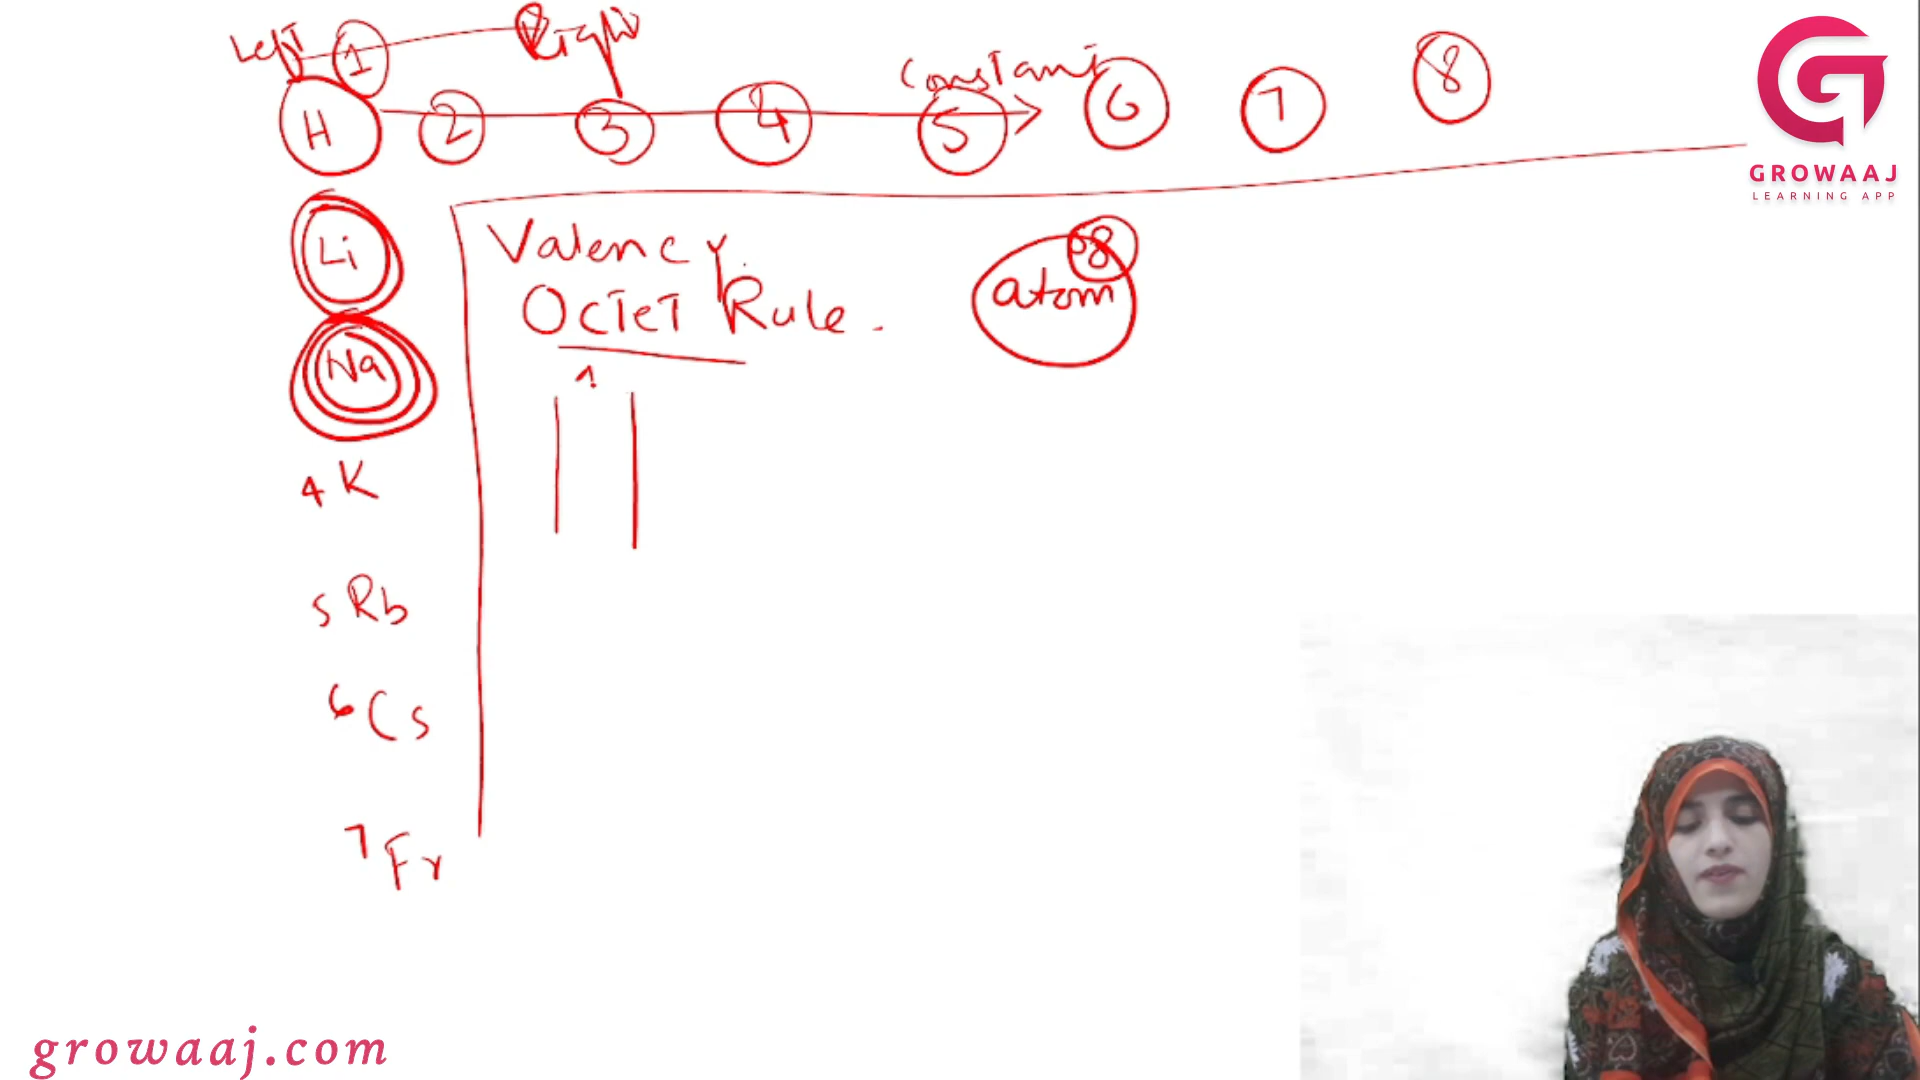 Left 1 Right
Constant
H 2 3 4 5 6 7 8
Li
Na
4 K
5 Rb
6 Cs
7 Fr
Valency
Octet Rule.
1
8
atom
GROWAAJ
LEARNING APP
growaaj.com